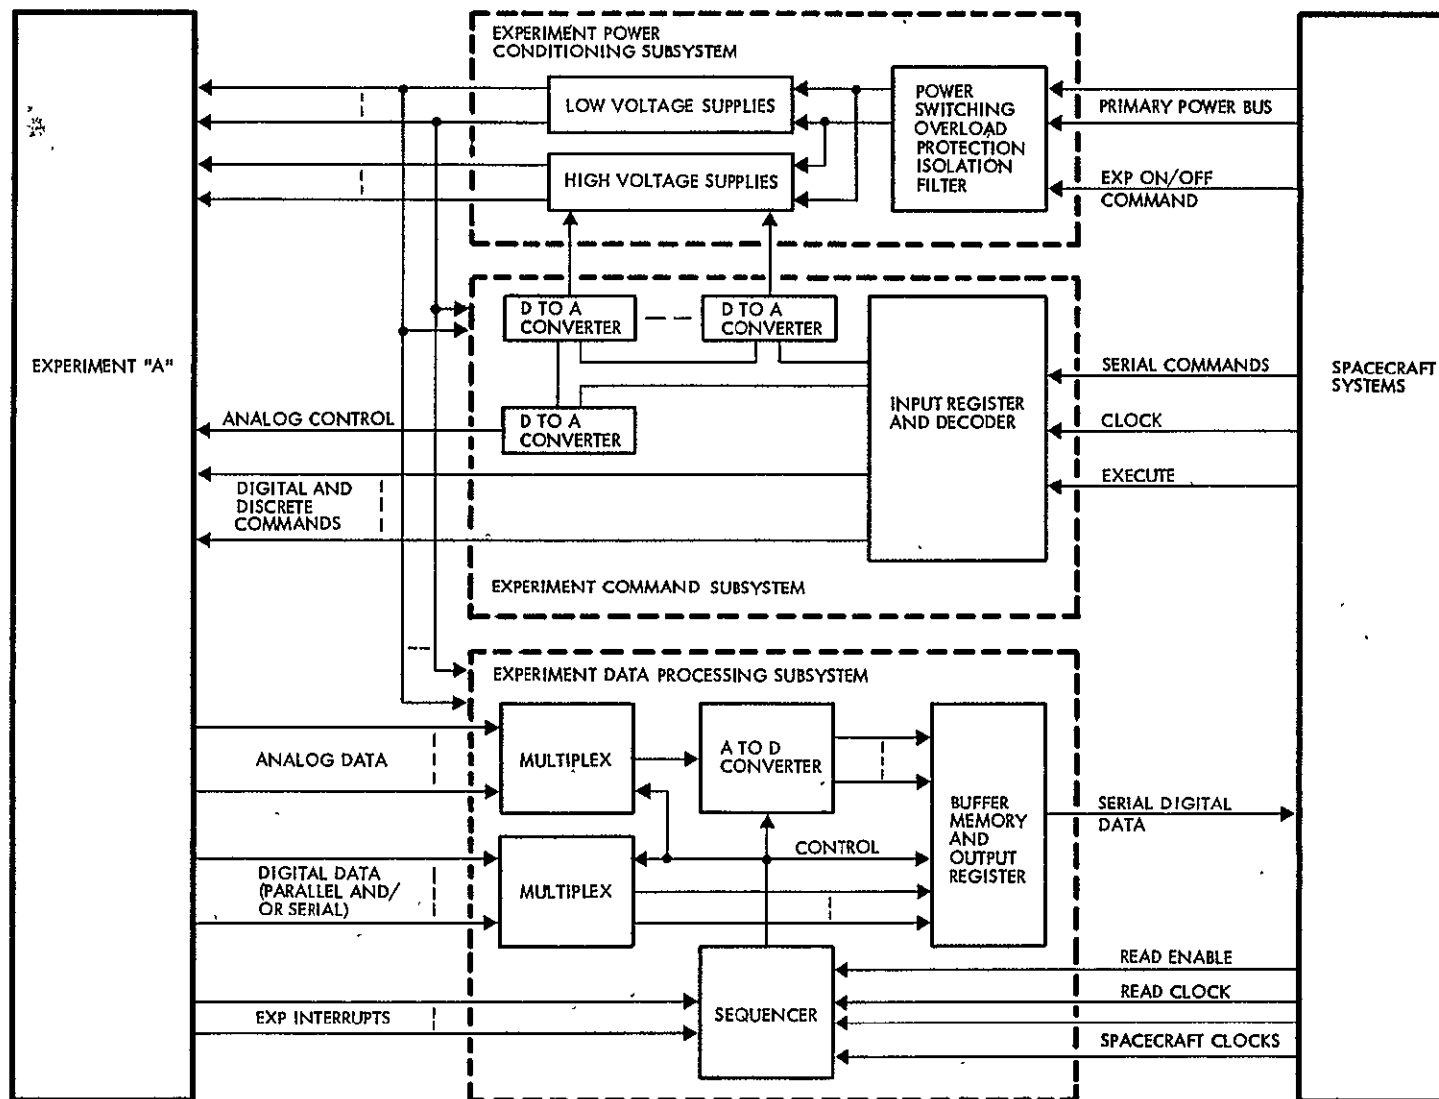 EXPERIMENT POWER
CONDITIONING SUBSYSTEM
LOW VOLTAGE SUPPLIES
HIGH VOLTAGE SUPPLIES
POWER
SWITCHING
OVERLOAD
PROTECTION
ISOLATION
FILTER
PRIMARY POWER BUS
EXP ON/OFF
COMMAND
EXPERIMENT "A"
D TO A
CONVERTER
D TO A
CONVERTER
D TO A
CONVERTER
INPUT REGISTER
AND DECODER
SERIAL COMMANDS
CLOCK
EXECUTE
SPACECRAFT
SYSTEMS
ANALOG CONTROL
DIGITAL AND
DISCRETE
COMMANDS
EXPERIMENT COMMAND SUBSYSTEM
EXPERIMENT DATA PROCESSING SUBSYSTEM
ANALOG DATA
MULTIPLEX
A TO D
CONVERTER
BUFFER
MEMORY
AND
OUTPUT
REGISTER
SERIAL DIGITAL
DATA
CONTROL
DIGITAL DATA
(PARALLEL AND/
OR SERIAL)
MULTIPLEX
SEQUENCER
EXP INTERRUPTS
READ ENABLE
READ CLOCK
SPACECRAFT CLOCKS